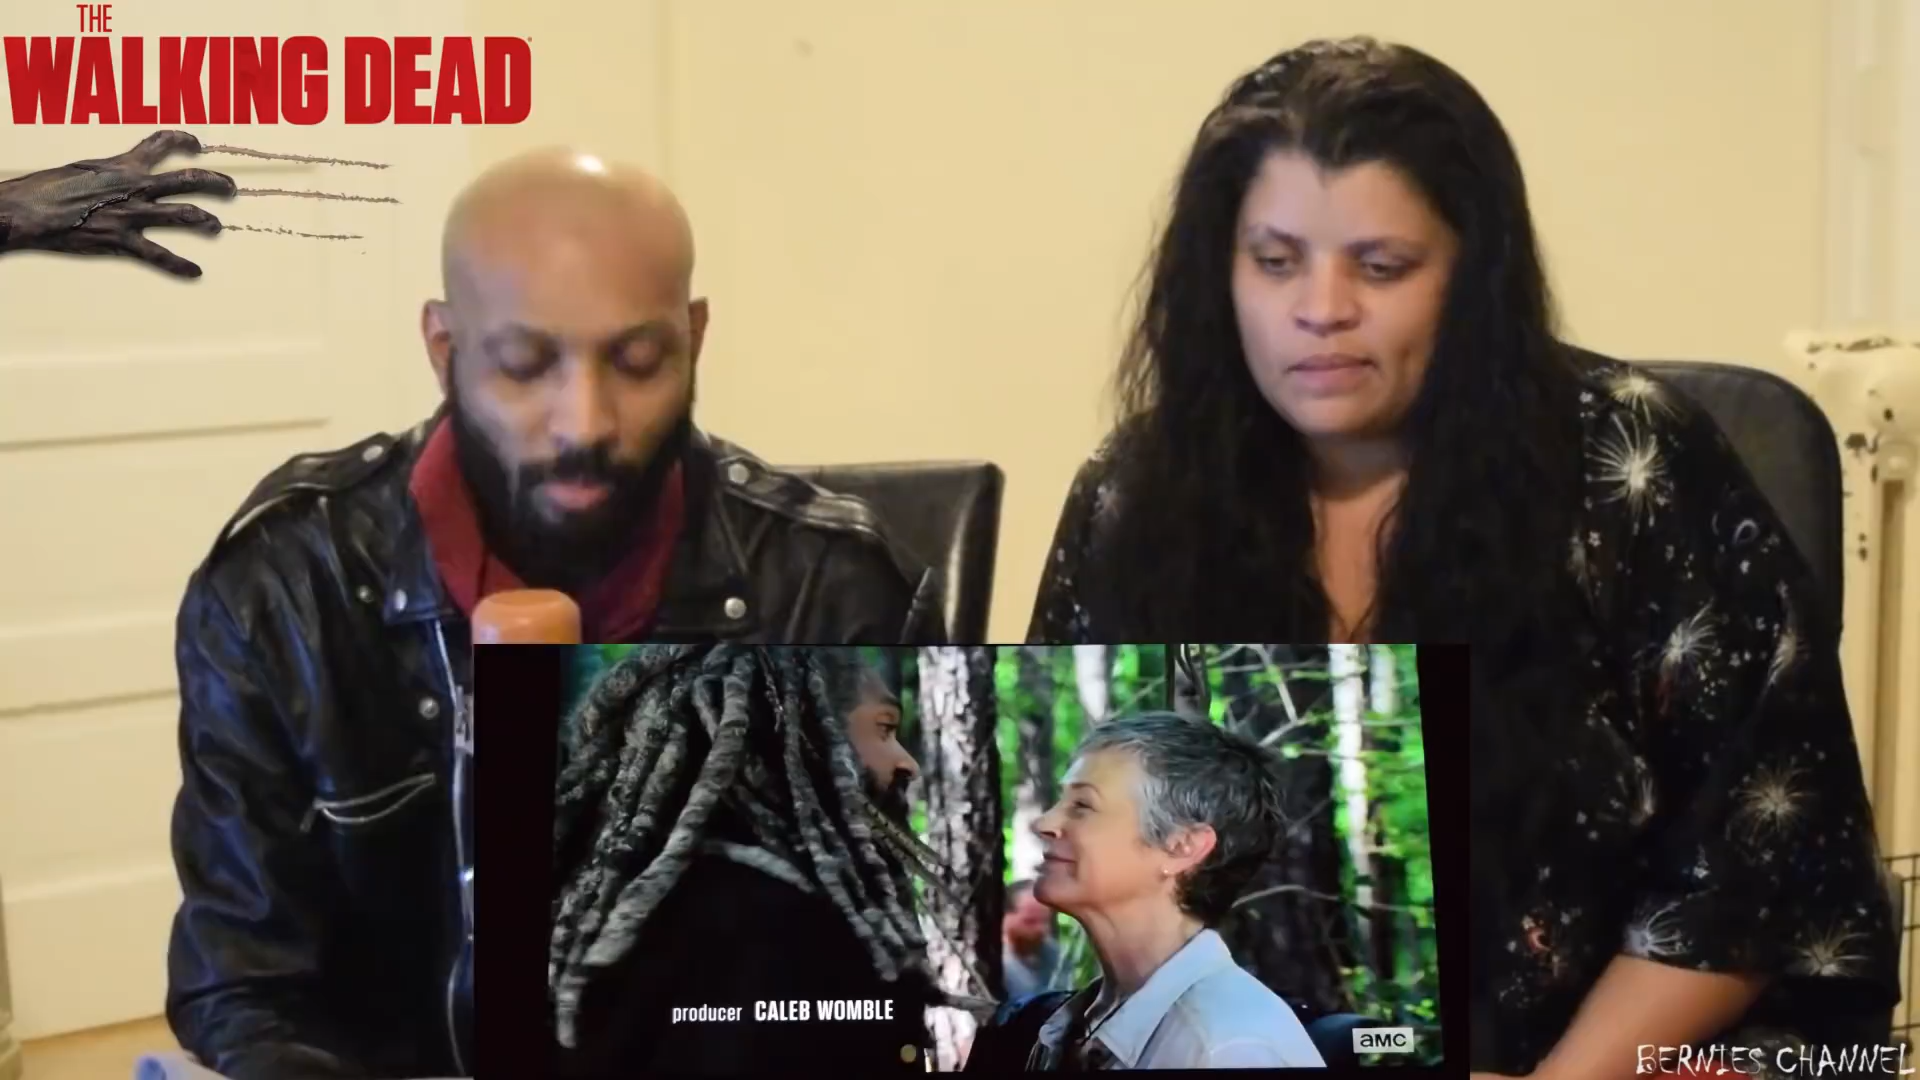 THE
WALKING DEAD
producer CALEB WOMBLE
aMC
BERNIES CHANNEL